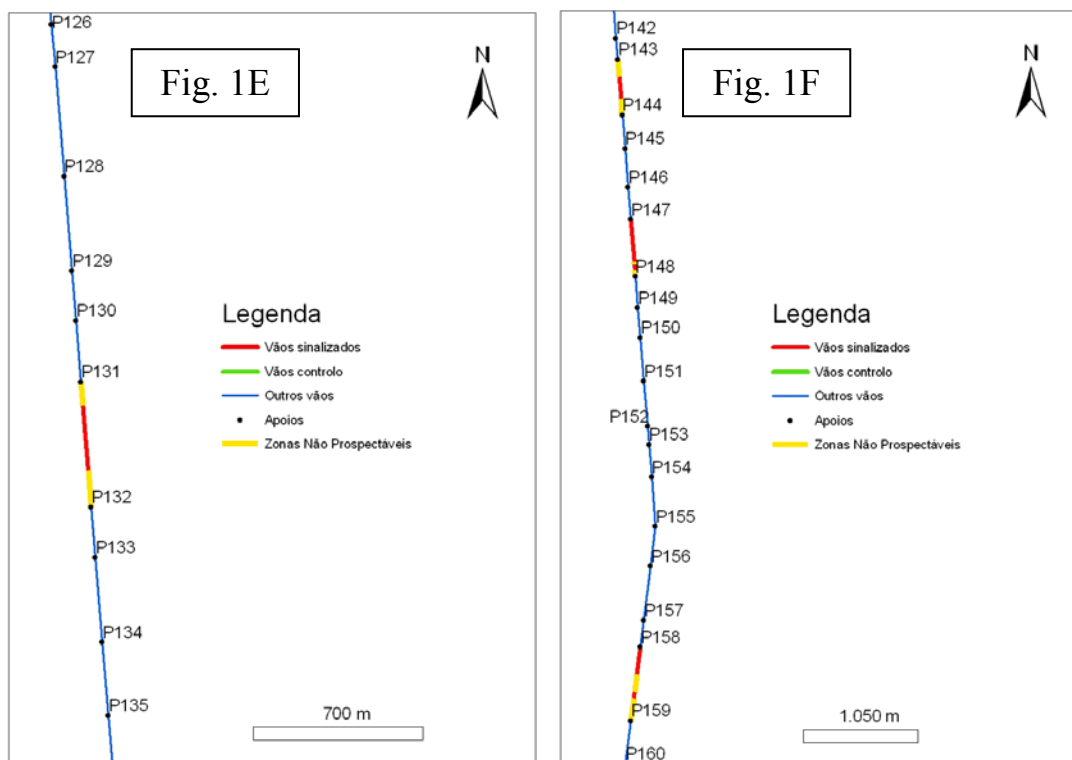 P126
P127
Fig. 1E
N
P128
P129
P130
P131
P132
P133
P134
P135
Legenda
Vãos sinalizados
Vãos controlo
Outros vãos
Apoios
Zonas Não Prospectáveis
700 m
P142
P143
Fig. 1F
N
P144
P145
P146
P147
P148
P149
P150
P151
P152
P153
P154
P155
P156
P157
P158
P159
P160
Legenda
Vãos sinalizados
Vãos controlo
Outros vãos
Apoios
Zonas Não Prospectáveis
1.050 m